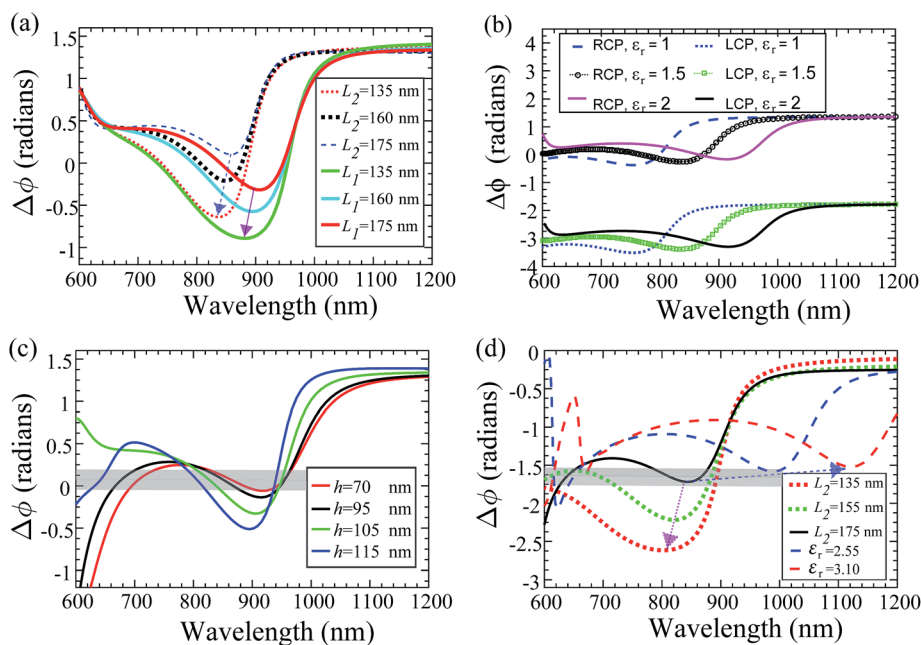 (a)
Δϕ (radians)
1.5
1
0.5
0
-0.5
-1
L2=135 nm
L2=160 nm
L2=175 nm
L1=135 nm
L1=160 nm
L1=175 nm
600 700 800 900 1000 1100 1200
Wavelength (nm)
(b)
Δϕ (radians)
4
3
2
1
0
-1
-2
-3
-4
RCP, εr=1 LCP, εr=1
RCP, εr=1.5 LCP, εr=1.5
RCP, εr=2 LCP, εr=2
600 700 800 900 1000 1100 1200
Wavelength (nm)
(c)
Δϕ (radians)
1.5
1
0.5
0
-0.5
-1
h=70 nm
h=95 nm
h=105 nm
h=115 nm
600 700 800 900 1000 1100 1200
Wavelength (nm)
(d)
Δϕ (radians)
0
-0.5
-1
-1.5
-2
-2.5
-3
L2=135 nm
L2=155 nm
L2=175 nm
εr=2.55
εr=3.10
600 700 800 900 1000 1100 1200
Wavelength (nm)